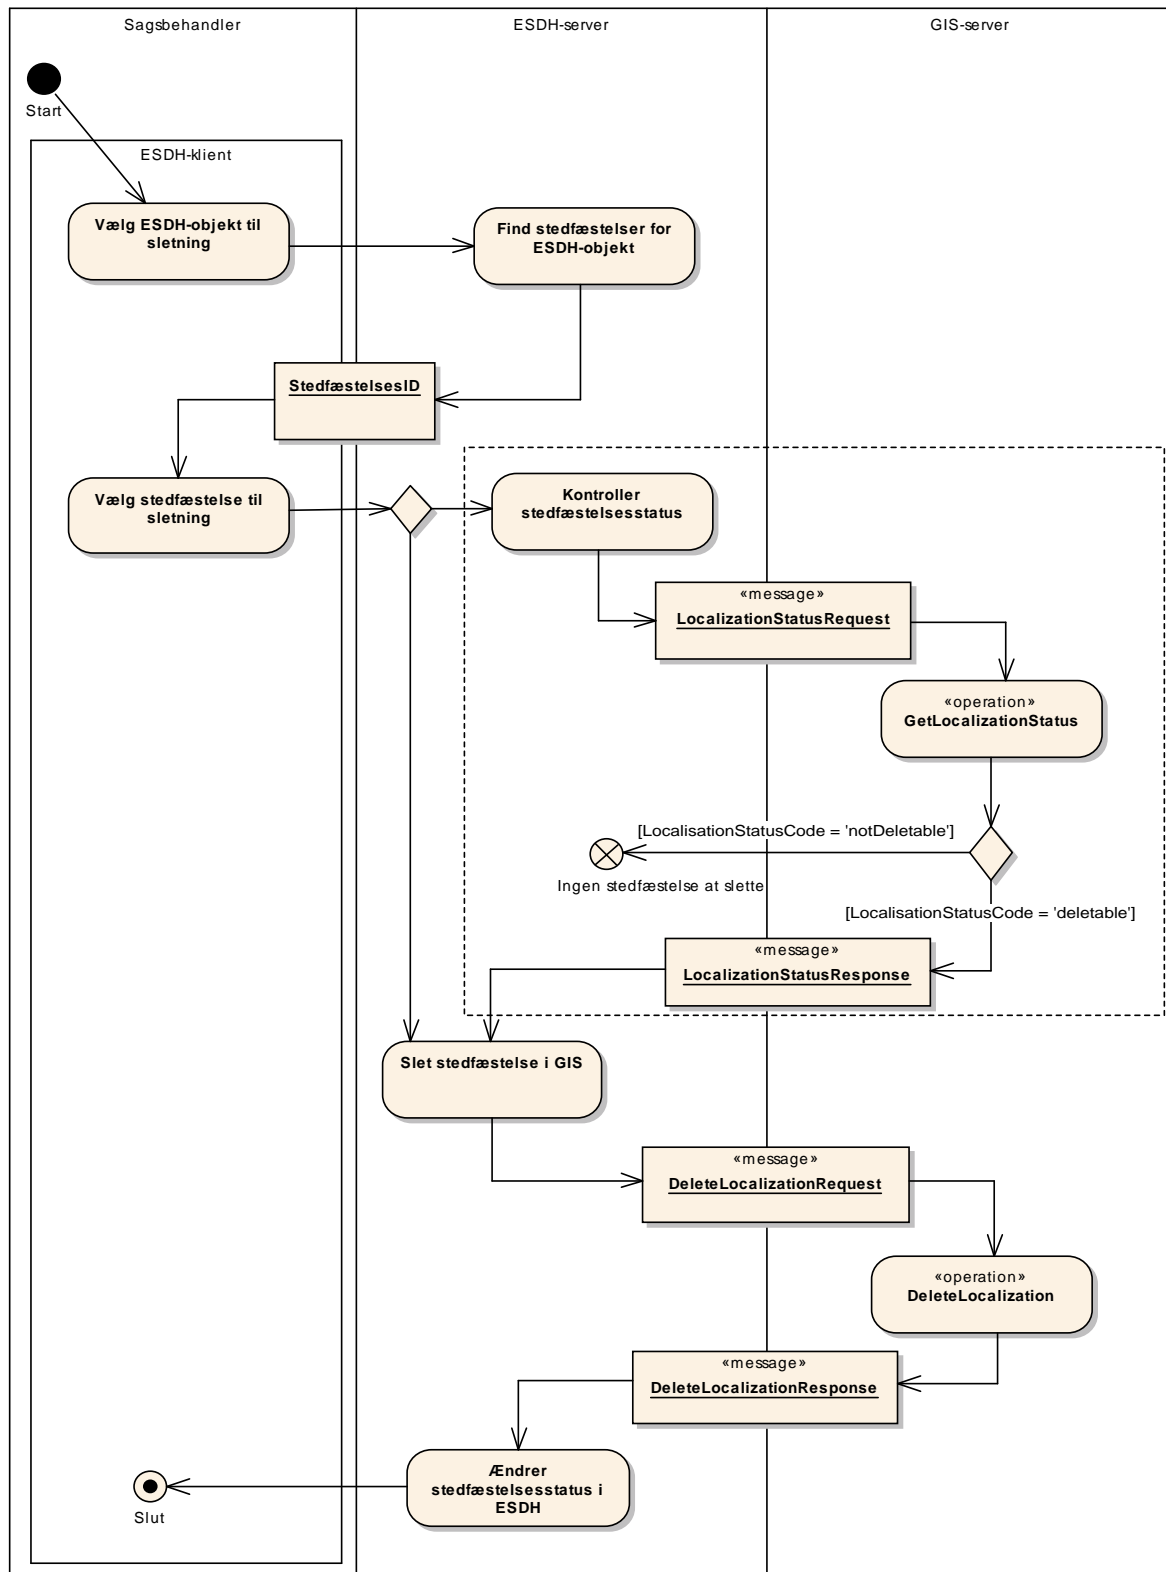 Sagsbehandler
ESDH-server
GIS-server
Start
ESDH-klient
Vælg ESDH-objekt til
sletning
Find stedfæstelser for
ESDH-objekt
StedfæstelsesID
Vælg stedfæstelse til
sletning
Kontroller
stedfæstelsesstatus
«message»
LocalizationStatusRequest
«operation»
GetLocalizationStatus
[LocalisationStatusCode = 'notDeletable']
Ingen stedfæstelse at slette
[LocalisationStatusCode = 'deletable']
«message»
LocalizationStatusResponse
Slet stedfæstelse i GIS
«message»
DeleteLocalizationRequest
«operation»
DeleteLocalization
«message»
DeleteLocalizationResponse
Ændrer
stedfæstelsesstatus i
ESDH
Slut